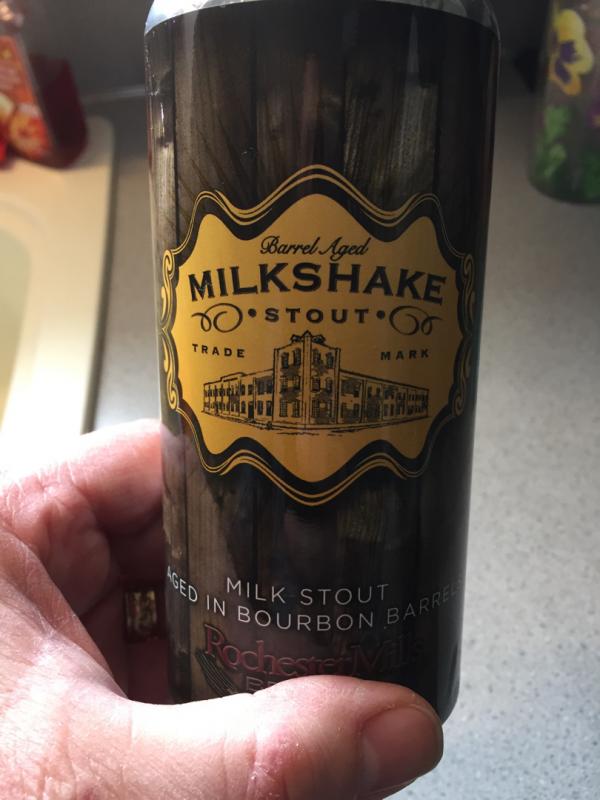 Barrel Aged
MILKSHAKE
STOUT
TRADE MARK
MILK STOUT
AGED IN BOURBON BARRELS
Rochester Mills